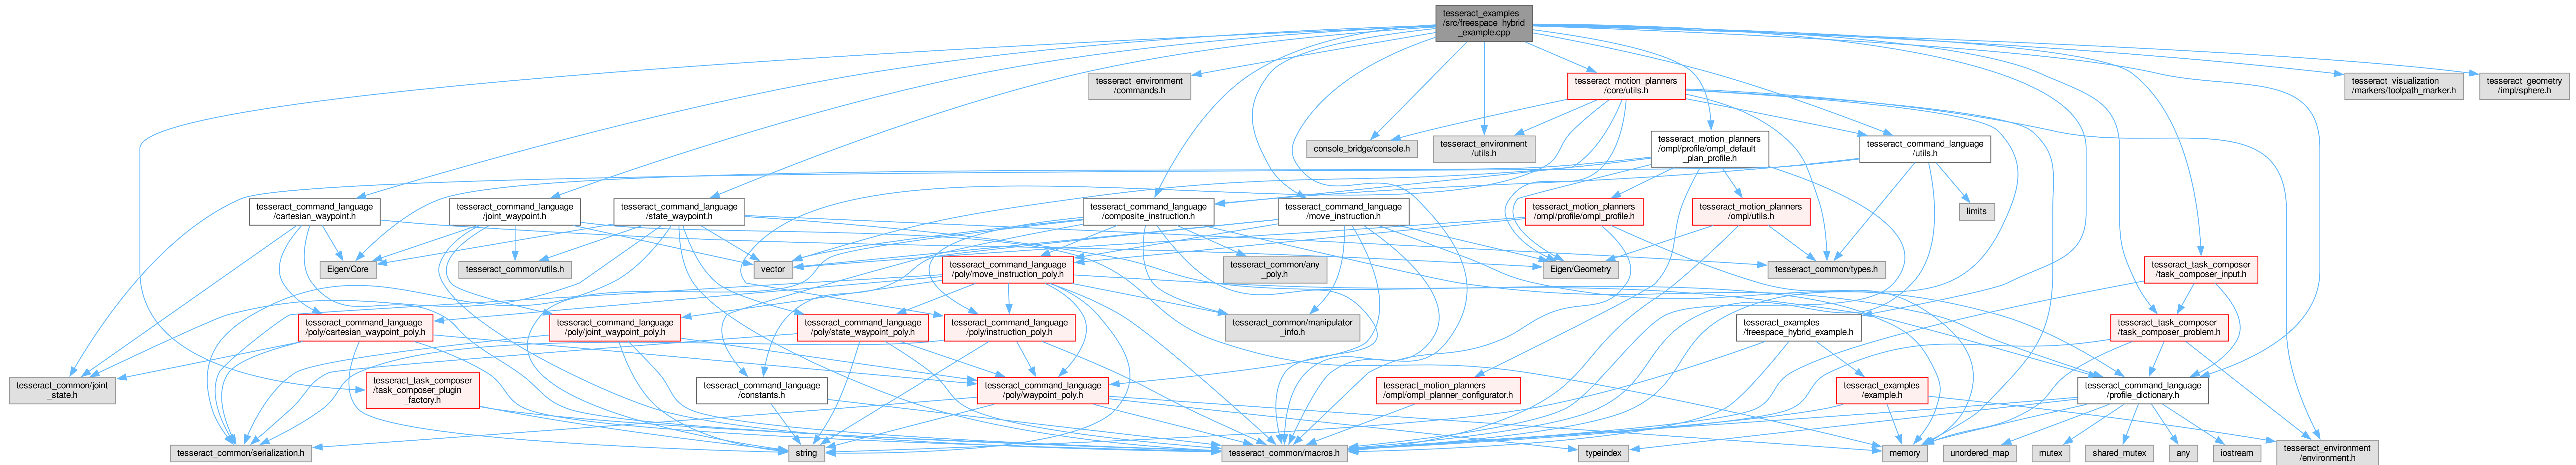 tesseract_examples
/src/freespace_hybrid
_example.cpp
tesseract_environment
/commands.h
tesseract_motion_planners
/core/utils.h
tesseract_visualization
/markers/toolpath_marker.h
tesseract_geometry
/impl/sphere.h
console_bridge/console.h
tesseract_environment
/utils.h
tesseract_motion_planners
/ompl/profile/ompl_default
_plan_profile.h
tesseract_command_language
/utils.h
tesseract_command_language
/cartesian_waypoint.h
tesseract_command_language
/joint_waypoint.h
tesseract_command_language
/state_waypoint.h
tesseract_command_language
/composite_instruction.h
tesseract_command_language
/move_instruction.h
tesseract_motion_planners
/ompl/profile/ompl_profile.h
tesseract_motion_planners
/ompl/utils.h
limits
Eigen/Core
tesseract_common/utils.h
vector
tesseract_command_language
/poly/move_instruction_poly.h
tesseract_common/any
_poly.h
Eigen/Geometry
tesseract_common/types.h
tesseract_task_composer
/task_composer_input.h
tesseract_command_language
/poly/cartesian_waypoint_poly.h
tesseract_command_language
/poly/joint_waypoint_poly.h
tesseract_command_language
/poly/state_waypoint_poly.h
tesseract_command_language
/poly/instruction_poly.h
tesseract_common/manipulator
_info.h
tesseract_examples
/freespace_hybrid_example.h
tesseract_task_composer
/task_composer_problem.h
tesseract_common/joint
_state.h
tesseract_task_composer
/task_composer_plugin
_factory.h
tesseract_command_language
/constants.h
tesseract_command_language
/poly/waypoint_poly.h
tesseract_motion_planners
/ompl/ompl_planner_configurator.h
tesseract_examples
/example.h
tesseract_command_language
/profile_dictionary.h
tesseract_common/serialization.h
string
tesseract_common/macros.h
typeindex
memory
unordered_map
mutex
shared_mutex
any
iostream
tesseract_environment
/environment.h